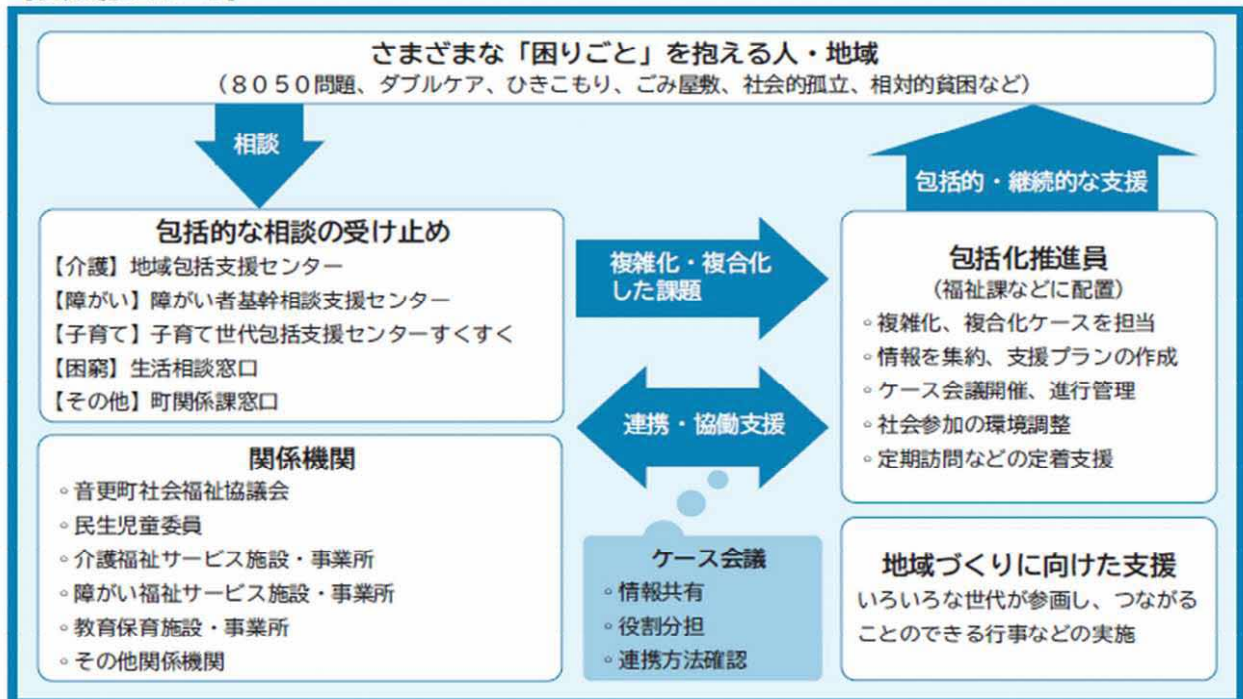 さまざまな「困りごと」を抱える人・地域
(8050問題、ダブルケア、ひきこもり、ごみ屋敷、社会的孤立、相対的貧困など)
相談
包括的・継続的な支援
包括的な相談の受け止め
【介護】地域包括支援センター
【障がい】障がい者基幹相談支援センター
【子育て】子育て世代包括支援センターすくすく
【困窮】生活相談窓口
【その他】町関係課窓口
複雑化・複合化
した課題
包括化推進員
(福祉課などに配置)
◦複雑化、複合化ケースを担当
◦情報を集約、支援プランの作成
◦ケース会議開催、進行管理
◦社会参加の環境調整
◦定期訪問などの定着支援
連携・協働支援
関係機関
◦音更町社会福祉協議会
◦民生児童委員
◦介護福祉サービス施設・事業所
◦障がい福祉サービス施設・事業所
◦教育保育施設・事業所
◦その他関係機関
ケース会議
◦情報共有
◦役割分担
◦連携方法確認
地域づくりに向けた支援
いろいろな世代が参画し、つながる
ことのできる行事などの実施